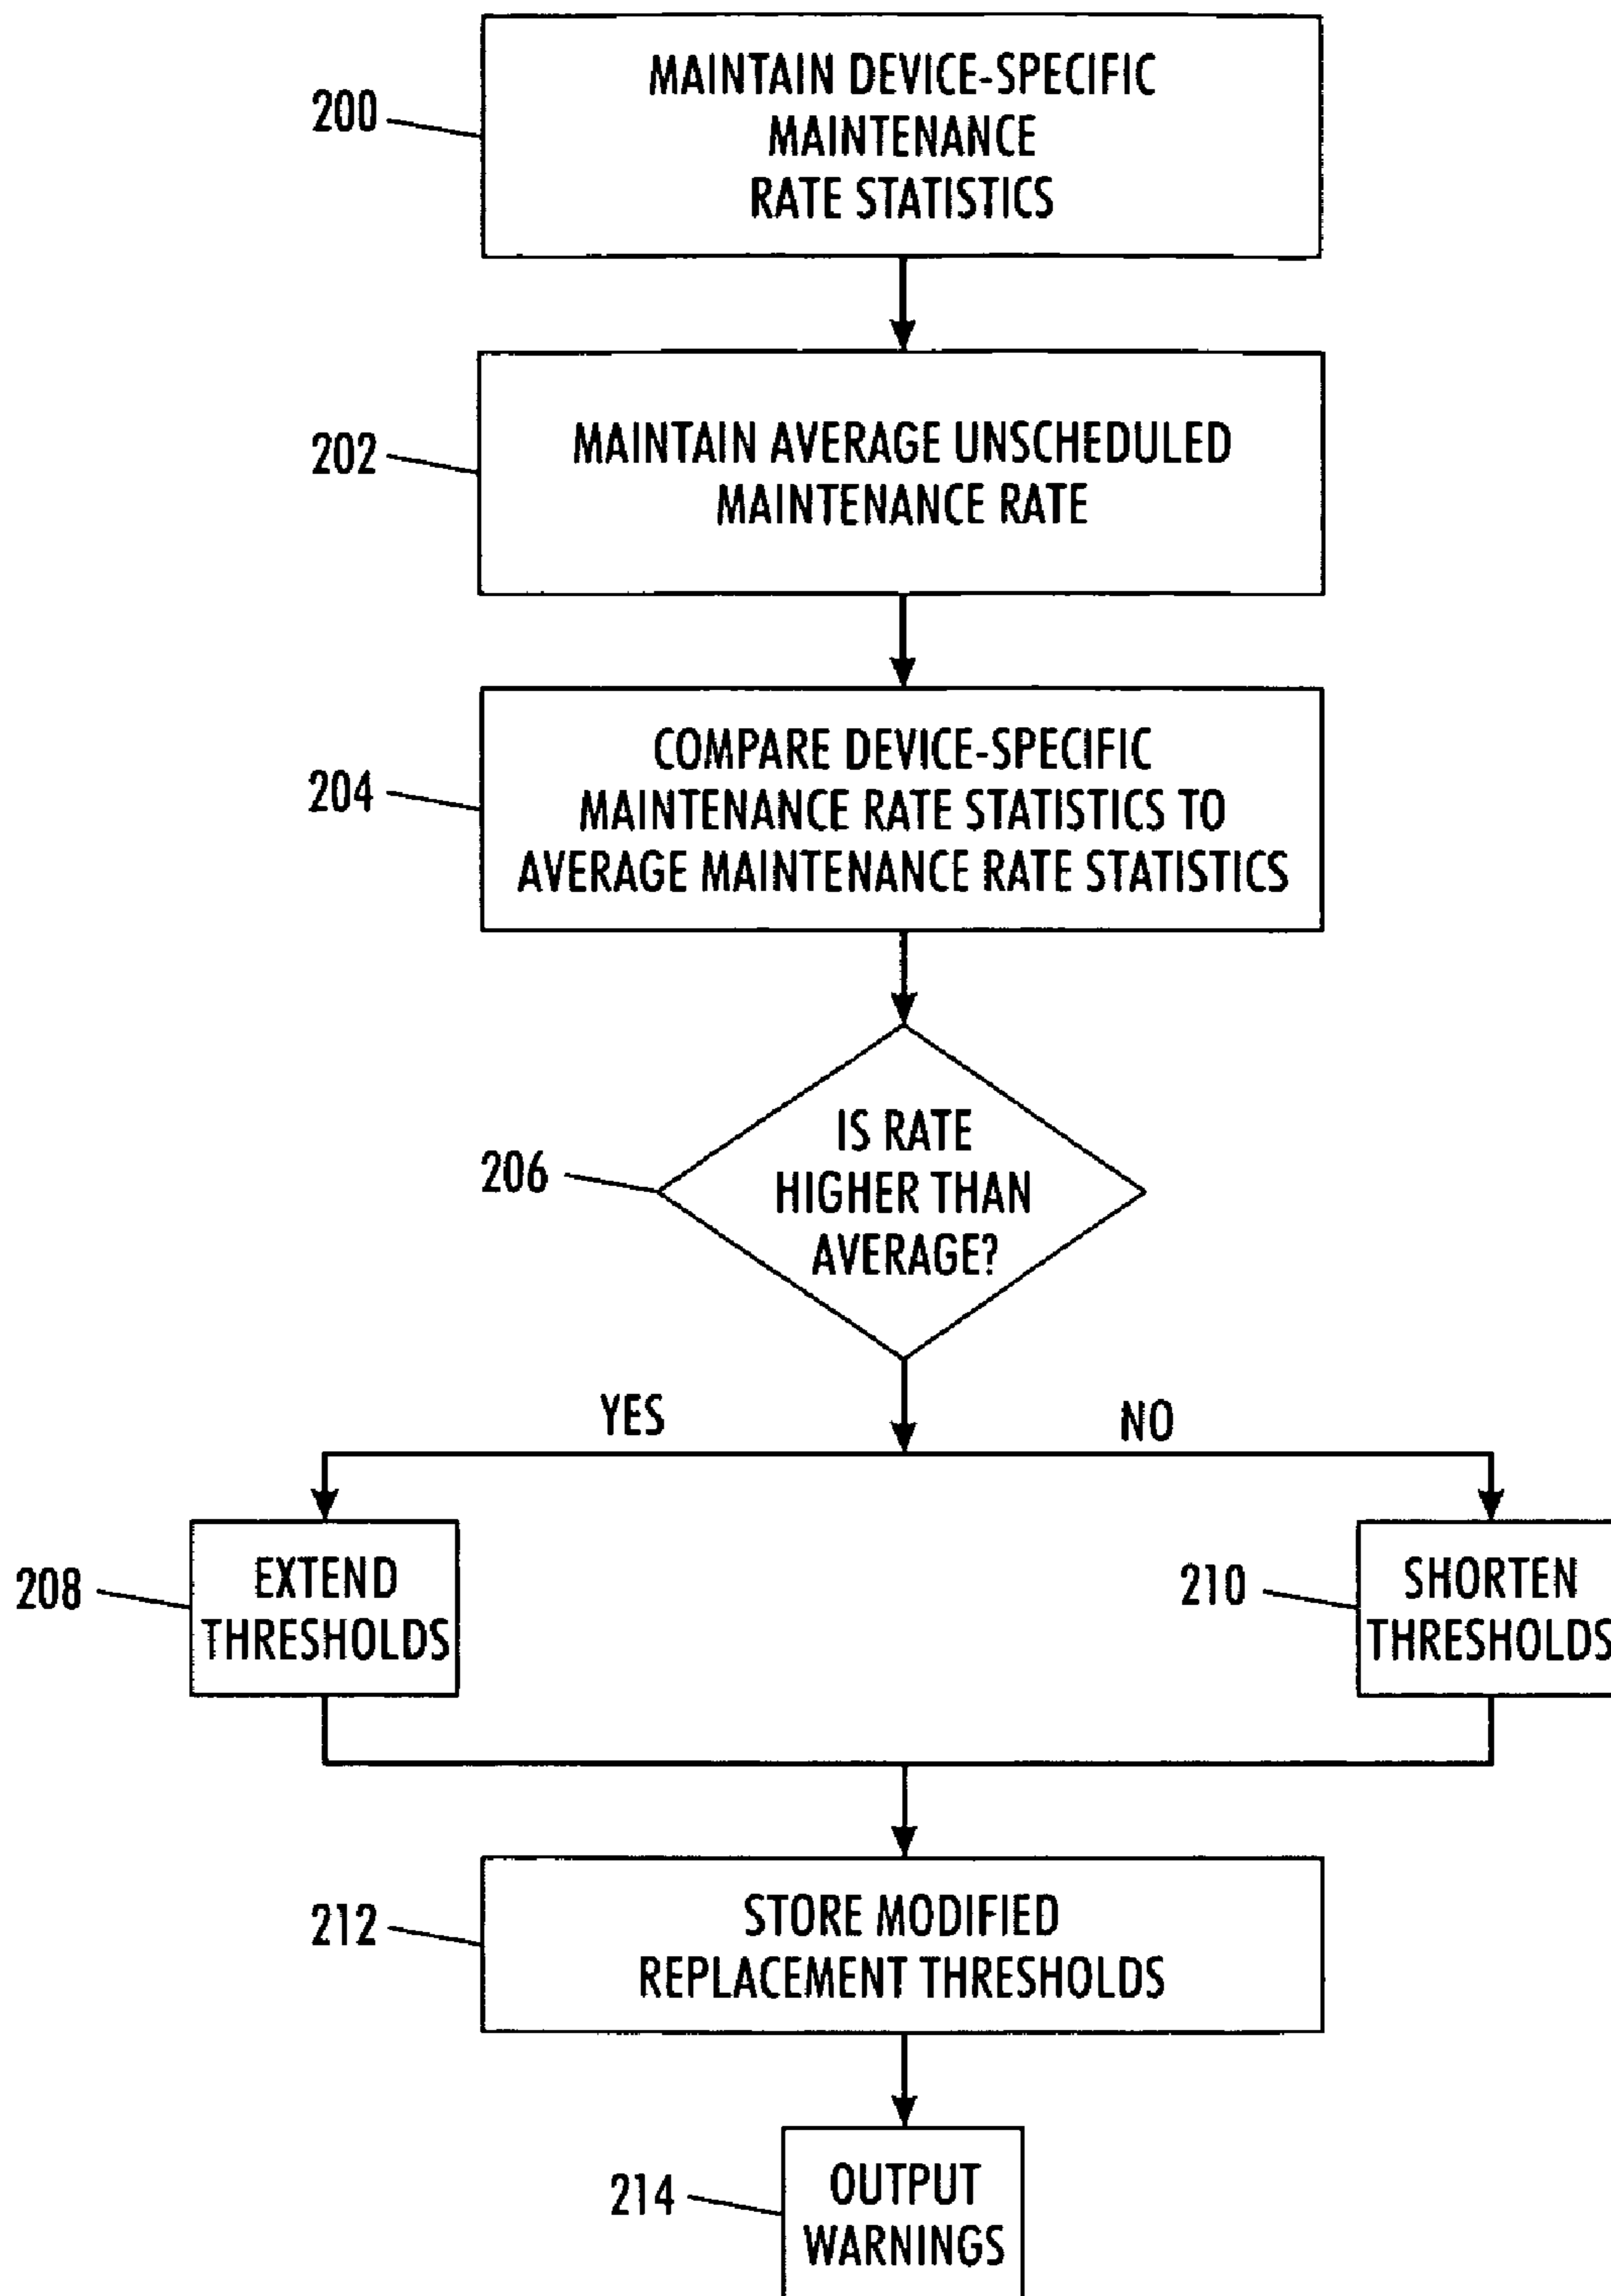 200
MAINTAIN DEVICE-SPECIFIC
MAINTENANCE
RATE STATISTICS
202
MAINTAIN AVERAGE UNSCHEDULED
MAINTENANCE RATE
204
COMPARE DEVICE-SPECIFIC
MAINTENANCE RATE STATISTICS TO
AVERAGE MAINTENANCE RATE STATISTICS
206
IS RATE
HIGHER THAN
AVERAGE?
YES
NO
208
EXTEND
THRESHOLDS
210
SHORTEN
THRESHOLDS
212
STORE MODIFIED
REPLACEMENT THRESHOLDS
214
OUTPUT
WARNINGS